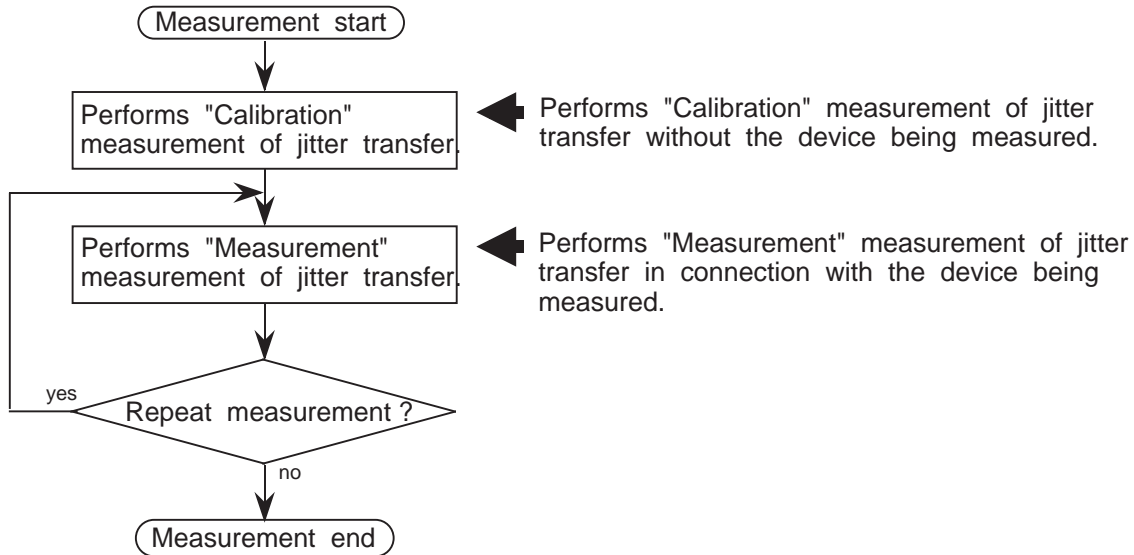 Measurement start
Performs "Calibration"
measurement of jitter transfer.
Performs "Calibration" measurement of jitter
transfer without the device being measured.
Performs "Measurement"
measurement of jitter transfer.
Performs "Measurement" measurement of jitter
transfer in connection with the device being
measured.
yes
Repeat measurement ?
no
Measurement end